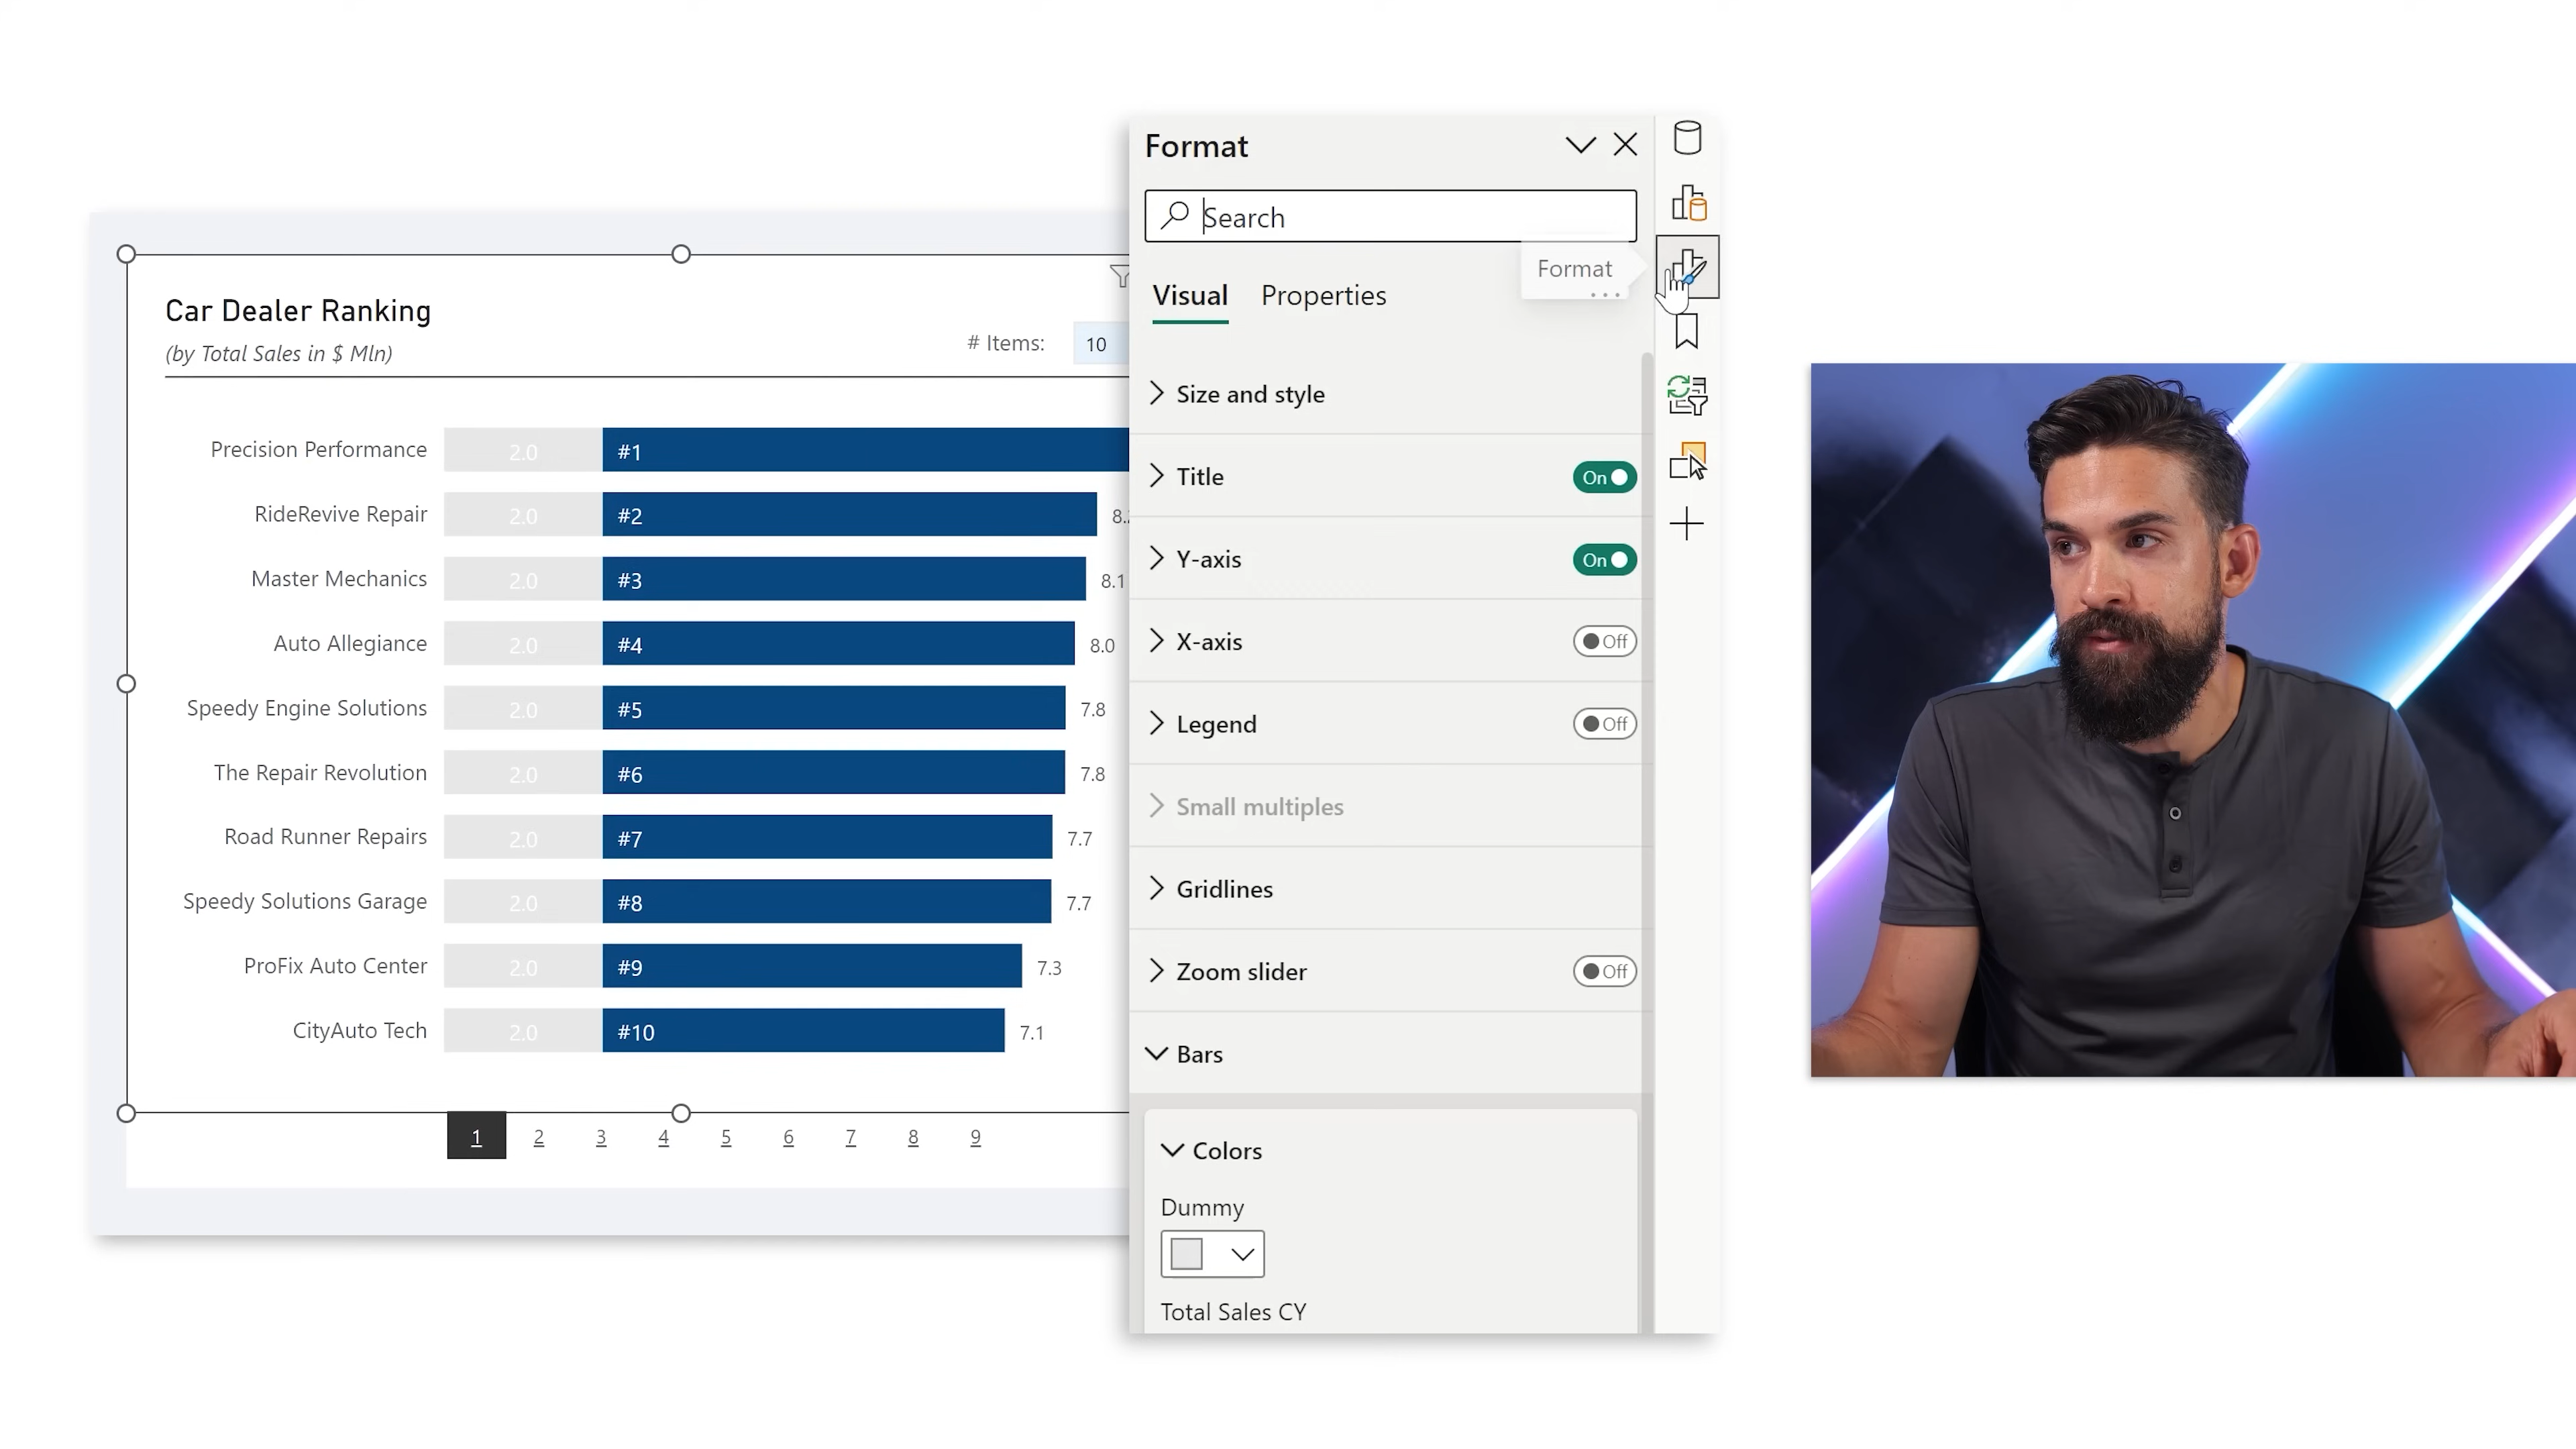 Car Dealer Ranking
(by Total Sales in $ Mln)
# Items: 10
Precision Performance 2.0 #1
RideRevive Repair 2.0 #2
Master Mechanics 2.0 #3 8.1
Auto Allegiance 2.0 #4 8.0
Speedy Engine Solutions 2.0 #5 7.8
The Repair Revolution 2.0 #6 7.8
Road Runner Repairs 2.0 #7 7.7
Speedy Solutions Garage 2.0 #8 7.7
ProFix Auto Center 2.0 #9 7.3
CityAuto Tech 2.0 #10 7.1
1 2 3 4 5 6 7 8 9
Format
Search
Format
Visual Properties
Size and style
Title On
Y-axis On
X-axis Off
Legend Off
Small multiples
Gridlines
Zoom slider Off
Bars
Colors
Dummy
Total Sales CY